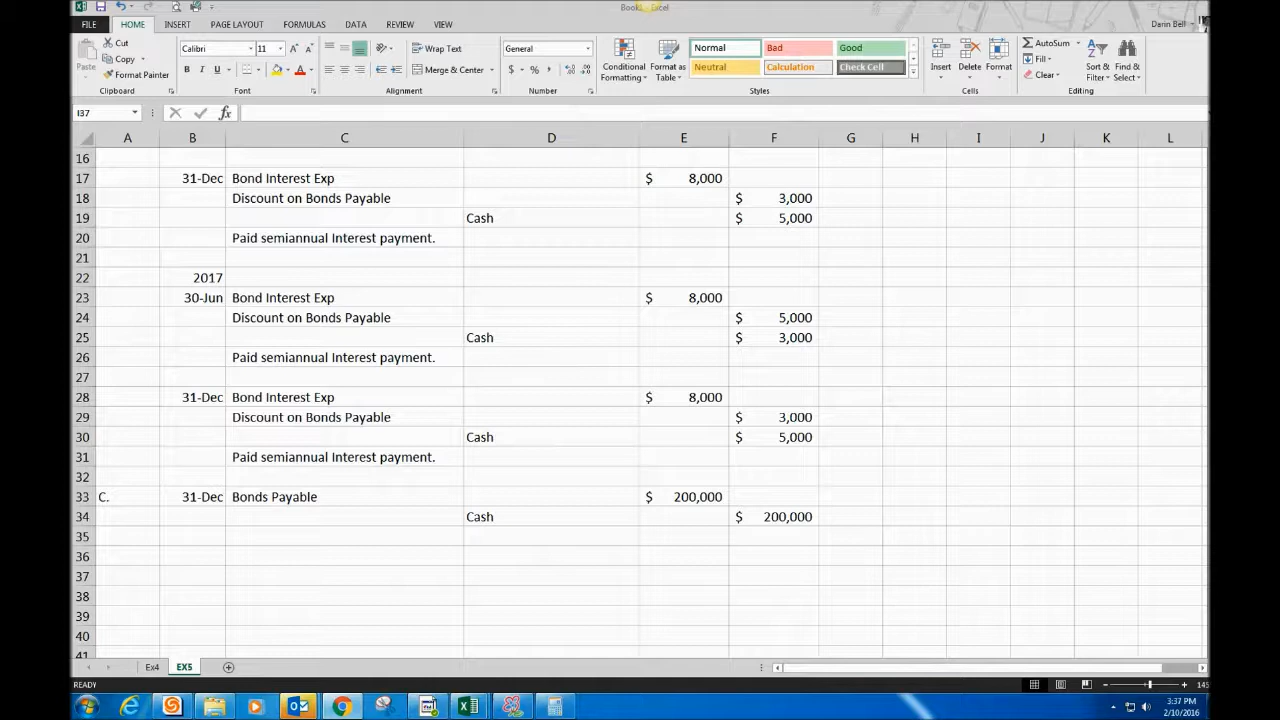 Book1 - Excel
FILE HOME INSERT PAGE LAYOUT FORMULAS DATA REVIEW VIEW Darin Bell
Cut
Copy
Format Painter
Paste
Clipboard
Calibri 11
B I U
A A
Font
Wrap Text
Merge & Center
Alignment
General
$ % ,
Number
Conditional Formatting
Format as Table
Normal Bad Good
Neutral Calculation Check Cell
Styles
Insert Delete Format
Cells
AutoSum
Fill
Clear
Sort & Filter
Find & Select
Editing
I37 fx
A B C D E F G H I J K L
16
17 31-Dec Bond Interest Exp $ 8,000
18 Discount on Bonds Payable $ 3,000
19 Cash $ 5,000
20 Paid semiannual Interest payment.
21
22 2017
23 30-Jun Bond Interest Exp $ 8,000
24 Discount on Bonds Payable $ 5,000
25 Cash $ 3,000
26 Paid semiannual Interest payment.
27
28 31-Dec Bond Interest Exp $ 8,000
29 Discount on Bonds Payable $ 3,000
30 Cash $ 5,000
31 Paid semiannual Interest payment.
32
33 C. 31-Dec Bonds Payable $ 200,000
34 Cash $ 200,000
35
36
37
38
39
40
41
Ex4 EX5
READY 145
3:37 PM
2/10/2016